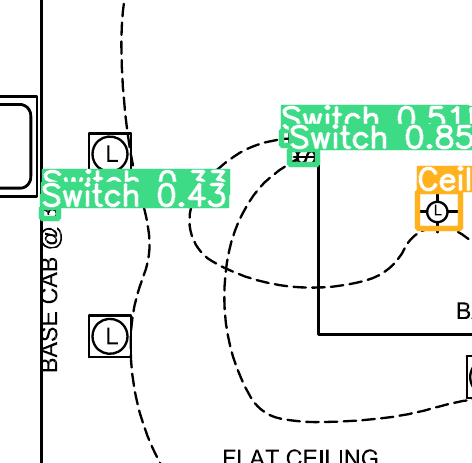 Switch 0.51
Switch 0.85
L
Switch 0.33
Switch 0.43
Ceil
L
BASE CAB @
L
B
FLAT CEILING